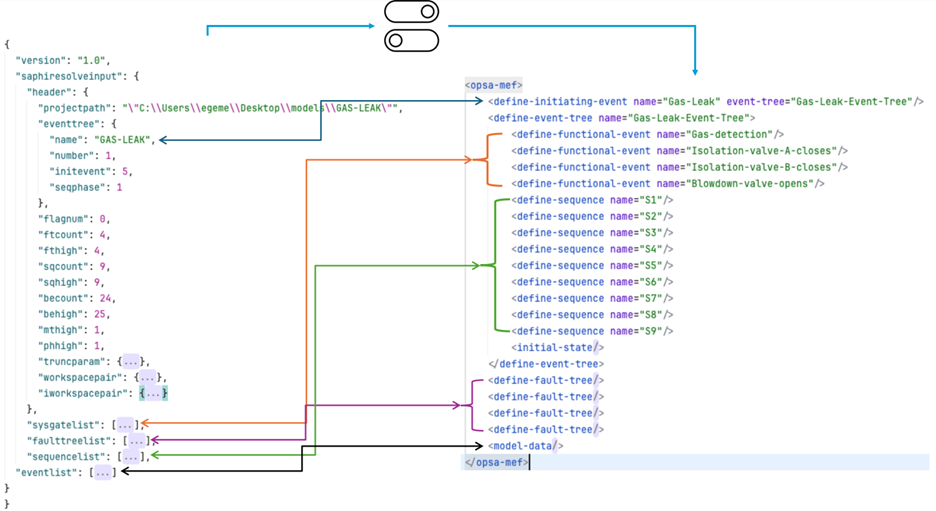 {
"version": "1.0",
"saphiresolveinput": {
"header": {
"projectpath": "\"C:\\Users\\egeme\\Desktop\\models\\GAS-LEAK\"",
"eventtree": {
"name": "GAS-LEAK",
"number": 1,
"initevent": 5,
"seqphase": 1
},
"flagnum": 0,
"ftcount": 4,
"fthigh": 4,
"sqcount": 9,
"sqhigh": 9,
"becount": 24,
"behigh": 25,
"mthigh": 1,
"phhigh": 1,
"truncparam": {...},
"workspacepair": {...},
"iworkspacepair": {...}
},
"sysgatelist": [...],
"faulttreelist": [...],
"sequencelist": [...],
"eventlist": [...]
}
}
<opsa-mef>
<define-initiating-event name="Gas-Leak" event-tree="Gas-Leak-Event-Tree"/>
<define-event-tree name="Gas-Leak-Event-Tree">
<define-functional-event name="Gas-detection"/>
<define-functional-event name="Isolation-valve-A-closes"/>
<define-functional-event name="Isolation-valve-B-closes"/>
<define-functional-event name="Blowdown-valve-opens"/>
<define-sequence name="S1"/>
<define-sequence name="S2"/>
<define-sequence name="S3"/>
<define-sequence name="S4"/>
<define-sequence name="S5"/>
<define-sequence name="S6"/>
<define-sequence name="S7"/>
<define-sequence name="S8"/>
<define-sequence name="S9"/>
<initial-state/>
</define-event-tree>
<define-fault-tree/>
<define-fault-tree/>
<define-fault-tree/>
<define-fault-tree/>
<model-data/>
</opsa-mef>